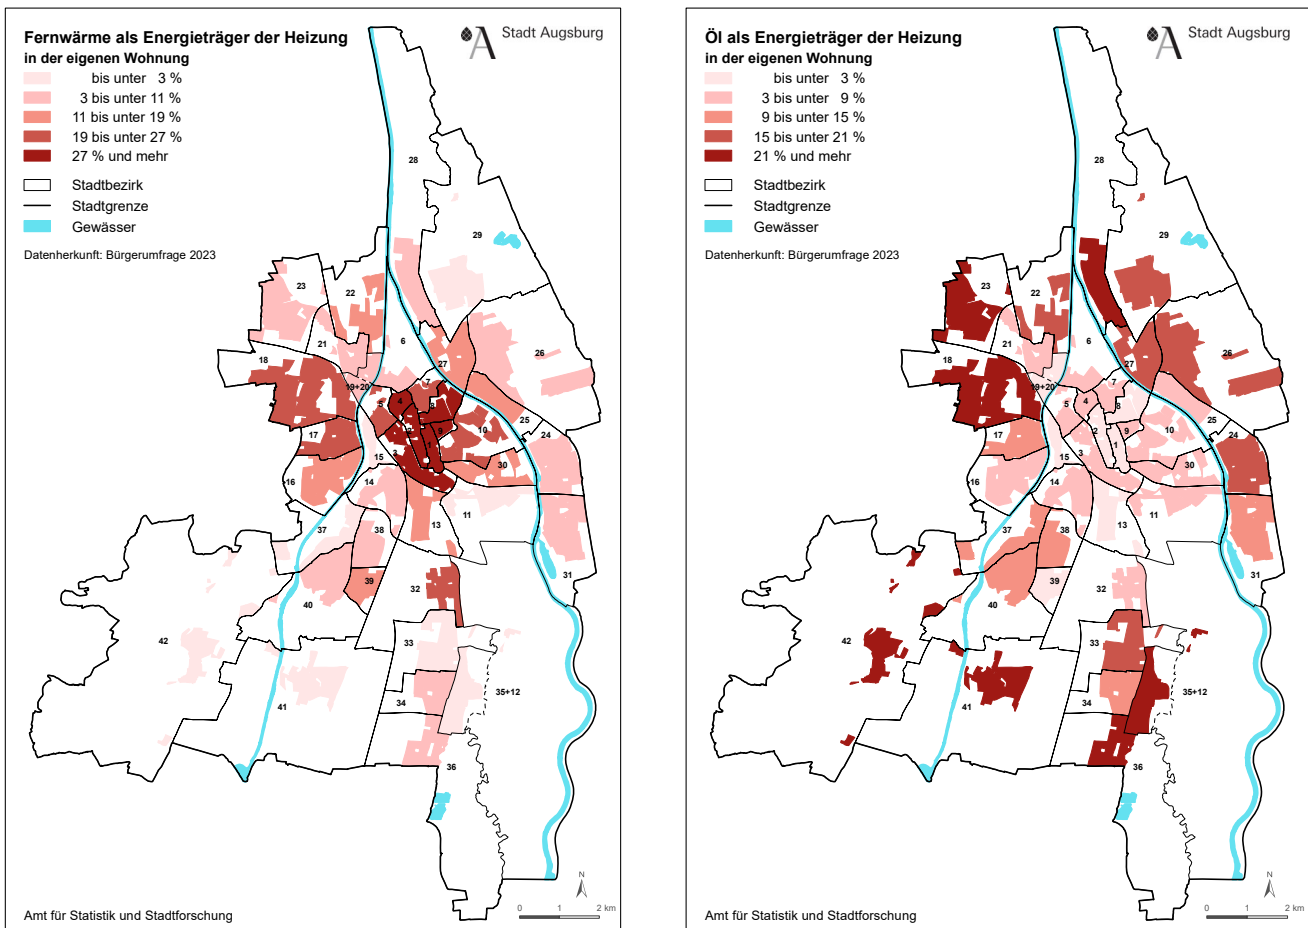 Fernwärme als Energieträger der Heizung
in der eigenen Wohnung
bis unter 3 %
3 bis unter 11 %
11 bis unter 19 %
19 bis unter 27 %
27 % und mehr
Stadtbezirk
Stadtgrenze
Gewässer
Datenherkunft: Bürgerumfrage 2023
Stadt Augsburg
28
29
23
22
21
6
26
18
27
19+20
7
5
4
8
2
9
10
25
17
1
24
3
15
30
16
14
11
37
38
13
39
31
32
40
42
33
35+12
41
34
36
N
0 1 2 km
Amt für Statistik und Stadtforschung
Öl als Energieträger der Heizung
in der eigenen Wohnung
bis unter 3 %
3 bis unter 9 %
9 bis unter 15 %
15 bis unter 21 %
21 % und mehr
Stadtbezirk
Stadtgrenze
Gewässer
Datenherkunft: Bürgerumfrage 2023
Stadt Augsburg
28
29
23
22
21
6
26
18
27
19+20
7
5
4
8
2
9
10
25
17
1
24
3
15
30
16
14
11
37
38
13
39
31
32
40
42
33
35+12
41
34
36
N
0 1 2 km
Amt für Statistik und Stadtforschung